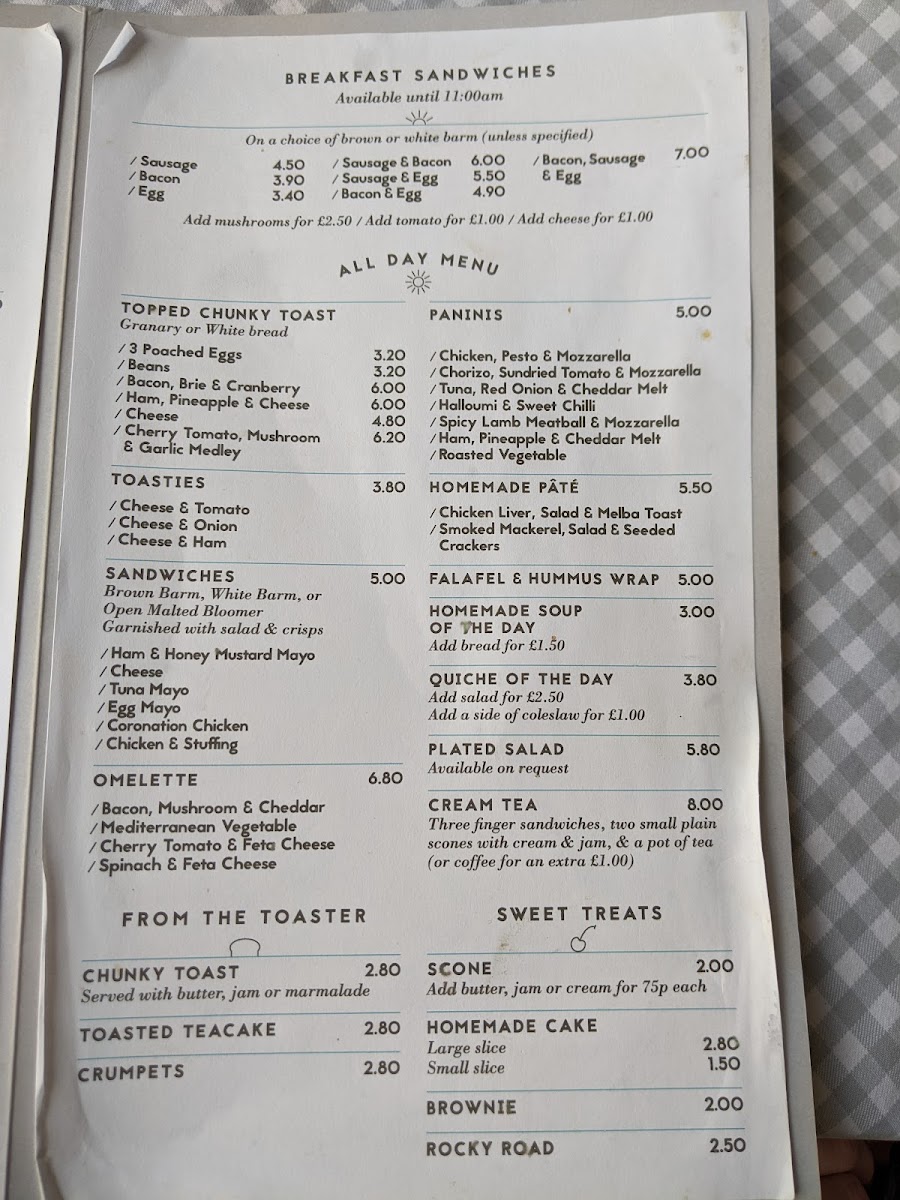 BREAKFAST SANDWICHES
Available until 11:00am
On a choice of brown or white barm (unless specified)
/ Sausage 4.50
/ Bacon 3.90
/ Egg 3.40
/ Sausage & Bacon 6.00
/ Sausage & Egg 5.50
/ Bacon & Egg 4.90
/ Bacon, Sausage 7.00
& Egg
Add mushrooms for £2.50 / Add tomato for £1.00 / Add cheese for £1.00
ALL DAY MENU
TOPPED CHUNKY TOAST
Granary or White bread
/ 3 Poached Eggs 3.20
/ Beans 3.20
/ Bacon, Brie & Cranberry 6.00
/ Ham, Pineapple & Cheese 6.00
/ Cheese 4.80
/ Cherry Tomato, Mushroom 6.20
& Garlic Medley
TOASTIES 3.80
/ Cheese & Tomato
/ Cheese & Onion
/ Cheese & Ham
SANDWICHES 5.00
Brown Barm, White Barm, or
Open Malted Bloomer
Garnished with salad & crisps
/ Ham & Honey Mustard Mayo
/ Cheese
/ Tuna Mayo
/ Egg Mayo
/ Coronation Chicken
/ Chicken & Stuffing
OMELETTE 6.80
/ Bacon, Mushroom & Cheddar
/ Mediterranean Vegetable
/ Cherry Tomato & Feta Cheese
/ Spinach & Feta Cheese
PANINIS 5.00
/ Chicken, Pesto & Mozzarella
/ Chorizo, Sundried Tomato & Mozzarella
/ Tuna, Red Onion & Cheddar Melt
/ Halloumi & Sweet Chilli
/ Spicy Lamb Meatball & Mozzarella
/ Ham, Pineapple & Cheddar Melt
/ Roasted Vegetable
HOMEMADE PÂTÉ 5.50
/ Chicken Liver, Salad & Melba Toast
/ Smoked Mackerel, Salad & Seeded
Crackers
FALAFEL & HUMMUS WRAP 5.00
HOMEMADE SOUP 3.00
OF THE DAY
Add bread for £1.50
QUICHE OF THE DAY 3.80
Add salad for £2.50
Add a side of coleslaw for £1.00
PLATED SALAD 5.80
Available on request
CREAM TEA 8.00
Three finger sandwiches, two small plain
scones with cream & jam, & a pot of tea
(or coffee for an extra £1.00)
FROM THE TOASTER
CHUNKY TOAST 2.80
Served with butter, jam or marmalade
TOASTED TEACAKE 2.80
CRUMPETS 2.80
SWEET TREATS
SCONE 2.00
Add butter, jam or cream for 75p each
HOMEMADE CAKE
Large slice 2.80
Small slice 1.50
BROWNIE 2.00
ROCKY ROAD 2.50